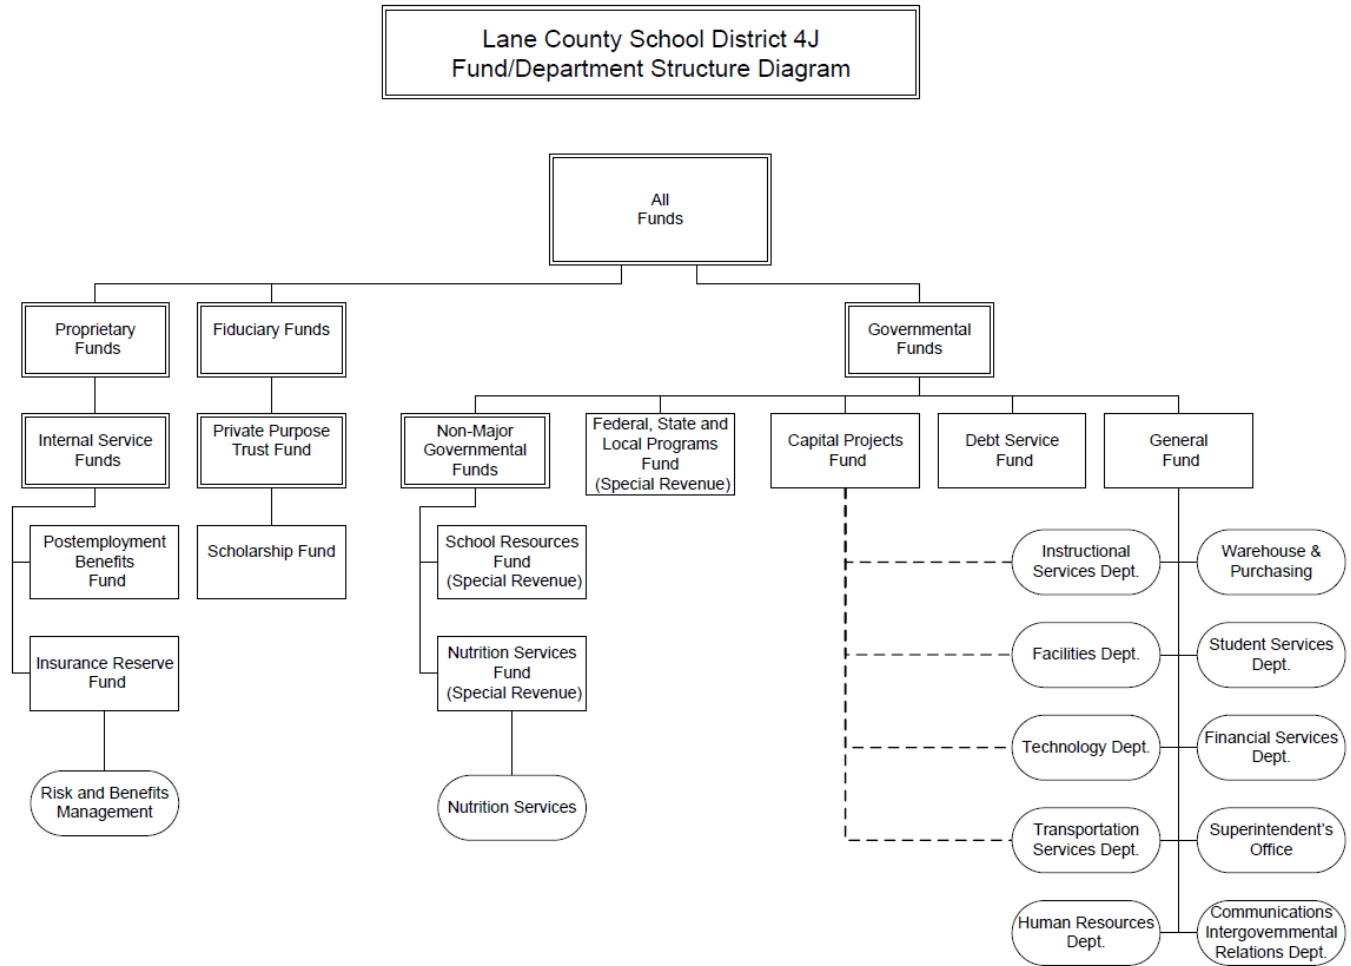 Lane County School District 4J
Fund/Department Structure Diagram
All
Funds
Proprietary
Funds
Fiduciary Funds
Governmental
Funds
Internal Service
Funds
Private Purpose
Trust Fund
Non-Major
Governmental
Funds
Federal, State and
Local Programs
Fund
(Special Revenue)
Capital Projects
Fund
Debt Service
Fund
General
Fund
Postemployment
Benefits
Fund
Scholarship Fund
School Resources
Fund
(Special Revenue)
Instructional
Services Dept.
Warehouse &
Purchasing
Insurance Reserve
Fund
Nutrition Services
Fund
(Special Revenue)
Facilities Dept.
Student Services
Dept.
Technology Dept.
Financial Services
Dept.
Risk and Benefits
Management
Nutrition Services
Transportation
Services Dept.
Superintendent's
Office
Human Resources
Dept.
Communications
Intergovernmental
Relations Dept.